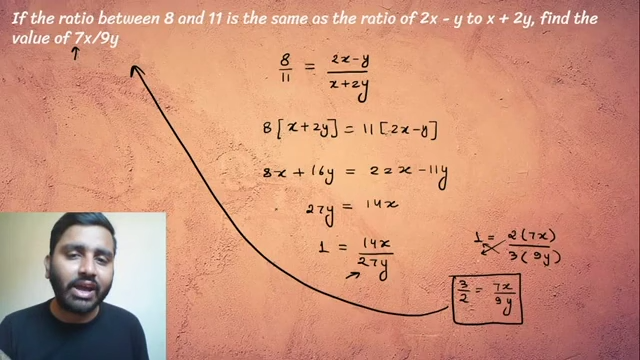 If the ratio between 8 and 11 is the same as the ratio of 2x - y to x + 2y, find the
value of 7x/9y
8/11 = 2x-y/x+2y
8[x+2y] = 11[2x-y]
8x + 16y = 22x - 11y
27y = 14x
1 = 14x/27y
1 = 2(7x)/3(9y)
3/2 = 7x/9y